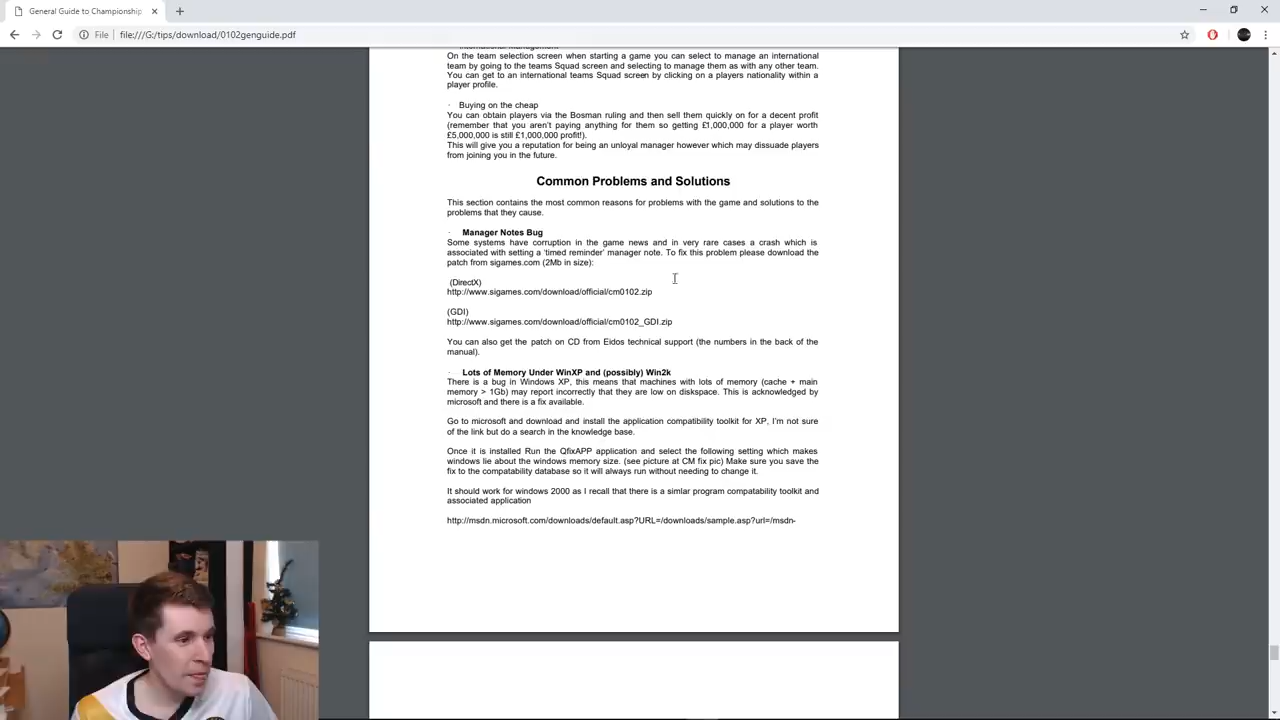 General Guide to Championship
File
file:///G:/tips/download/0102genguide.pdf
On the team selection screen when starting a game you can select to manage an international
team by going to the teams Squad screen and selecting to manage them as with any other team.
You can get to an international teams Squad screen by clicking on a players nationality within a
player profile.
· Buying on the cheap
You can obtain players via the Bosman ruling and then sell them quickly on for a decent profit
(remember that you aren't paying anything for them so getting £1,000,000 for a player worth
£5,000,000 is still £1,000,000 profit!).
This will give you a reputation for being an unloyal manager however which may dissuade players
from joining you in the future.
Common Problems and Solutions
This section contains the most common reasons for problems with the game and solutions to the
problems that they cause.
· Manager Notes Bug
Some systems have corruption in the game news and in very rare cases a crash which is
associated with setting a 'timed reminder' manager note. To fix this problem please download the
patch from sigames.com (2Mb in size):
(DirectX)
http://www.sigames.com/download/official/cm0102.zip
(GDI)
http://www.sigames.com/download/official/cm0102_GDI.zip
You can also get the patch on CD from Eidos technical support (the numbers in the back of the
manual).
· Lots of Memory Under WinXP and (possibly) Win2k
There is a bug in Windows XP, this means that machines with lots of memory (cache + main
memory > 1Gb) may report incorrectly that they are low on diskspace. This is acknowledged by
microsoft and there is a fix available.
Go to microsoft and download and install the application compatibility toolkit for XP, I'm not sure
of the link but do a search in the knowledge base.
Once it is installed Run the QfixAPP application and select the following setting which makes
windows lie about the windows memory size. (see picture at CM fix pic) Make sure you save the
fix to the compatability database so it will always run without needing to change it.
It should work for windows 2000 as I recall that there is a simlar program compatability toolkit and
associated application
http://msdn.microsoft.com/downloads/default.asp?URL=/downloads/sample.asp?url=/msdn-